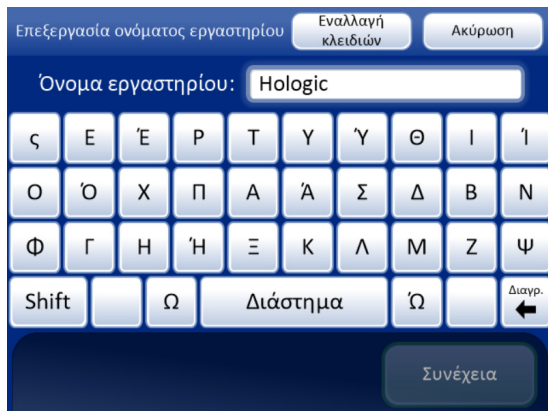 Επεξεργασία ονόματος εργαστηρίου
Εναλλαγή
κλειδιών
Ακύρωση
Όνομα εργαστηρίου: Hologic
ς Ε Έ Ρ Τ Υ Ύ Θ Ι Ί
Ο Ό Χ Π Α Ά Σ Δ Β Ν
Φ Γ Η Ή Ξ Κ Λ Μ Ζ Ψ
Shift Ω Διάστημα Ώ Διαγρ.
Συνέχεια